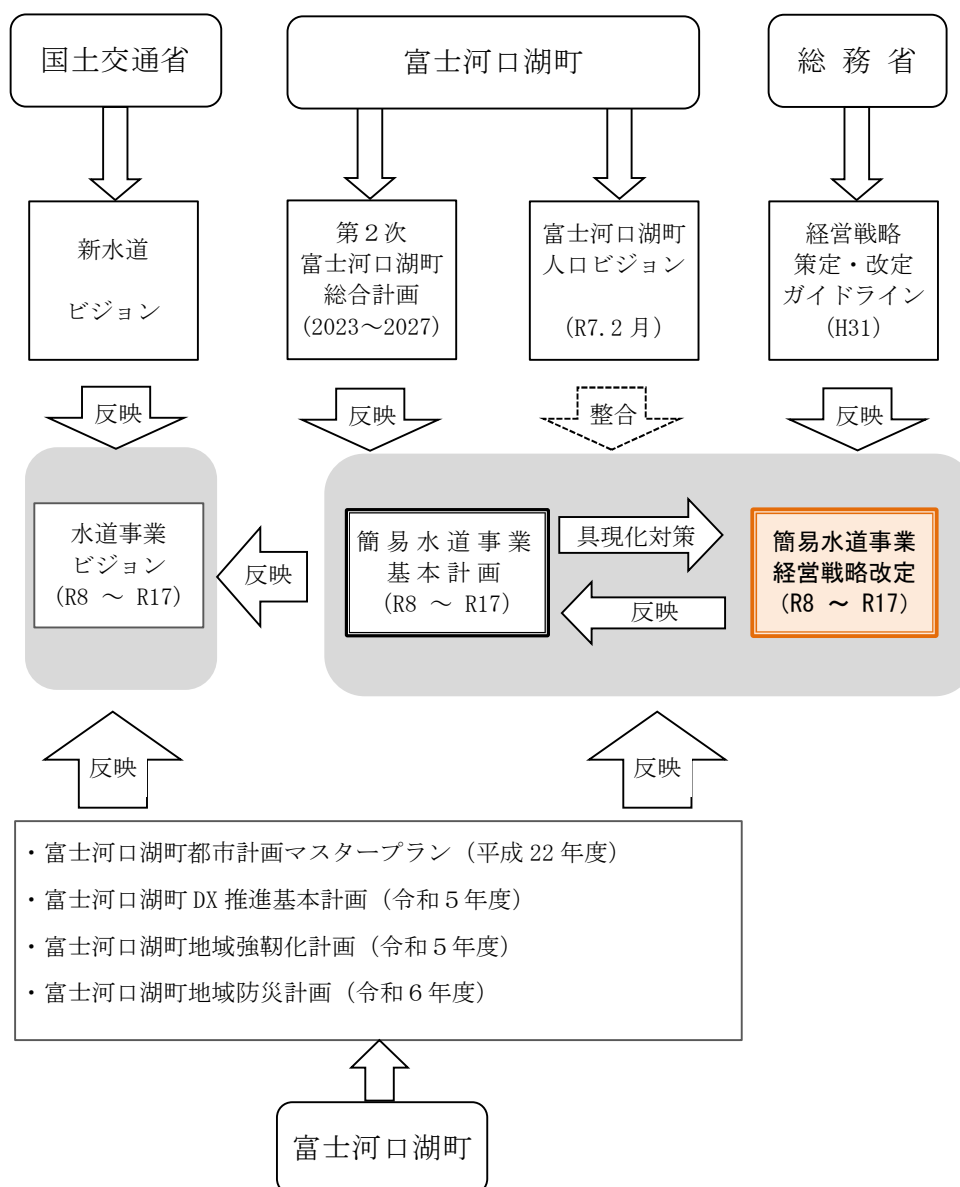 国土交通省
富士河口湖町
総務省
新水道
ビジョン
第2次
富士河口湖町
総合計画
(2023～2027)
富士河口湖町
人口ビジョン
(R7.2月)
経営戦略
策定・改定
ガイドライン
(H31)
反映
反映
整合
反映
水道事業
ビジョン
(R8 ～ R17)
反映
簡易水道事業
基本計画
(R8 ～ R17)
具現化対策
反映
簡易水道事業
経営戦略改定
(R8 ～ R17)
反映
反映
・富士河口湖町都市計画マスタープラン（平成22年度）
・富士河口湖町DX推進基本計画（令和5年度）
・富士河口湖町地域強靱化計画（令和5年度）
・富士河口湖町地域防災計画（令和6年度）
富士河口湖町